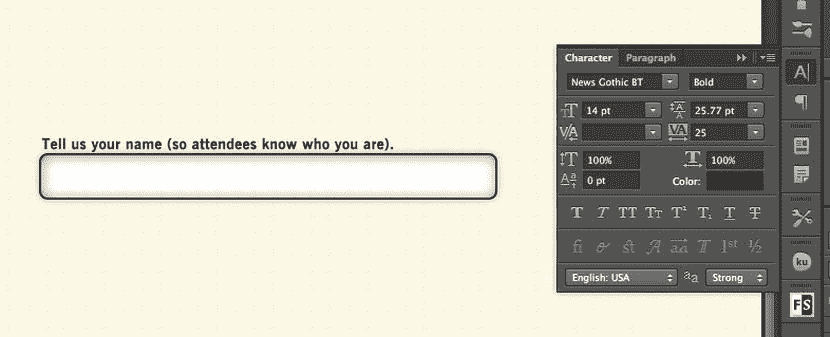 Tell us your name (so attendees know who you are).
Character Paragraph
News Gothic BT Bold
14 pt 25.77 pt
25
100% 100%
0 pt Color:
T T TT TT T¹ T₁ T T
fi st A aa T 1st ½
English: USA aa Strong
A
ku
FS